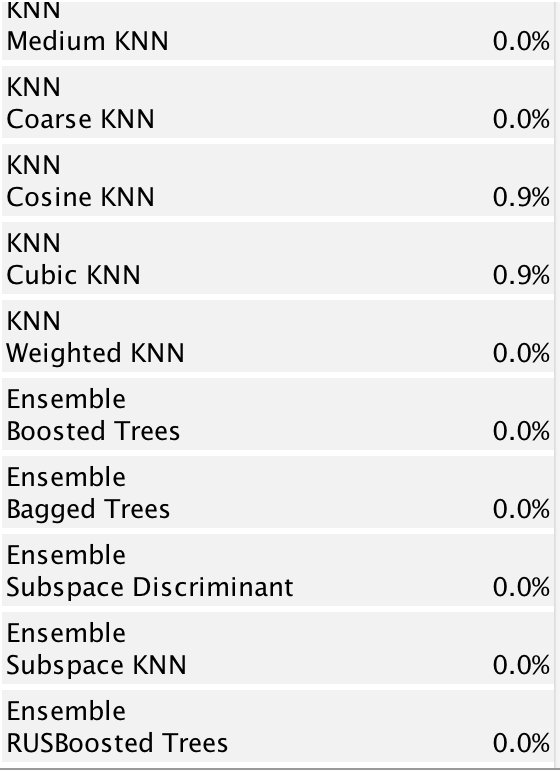 KNN
Medium KNN 0.0%
KNN
Coarse KNN 0.0%
KNN
Cosine KNN 0.9%
KNN
Cubic KNN 0.9%
KNN
Weighted KNN 0.0%
Ensemble
Boosted Trees 0.0%
Ensemble
Bagged Trees 0.0%
Ensemble
Subspace Discriminant 0.0%
Ensemble
Subspace KNN 0.0%
Ensemble
RUSBoosted Trees 0.0%